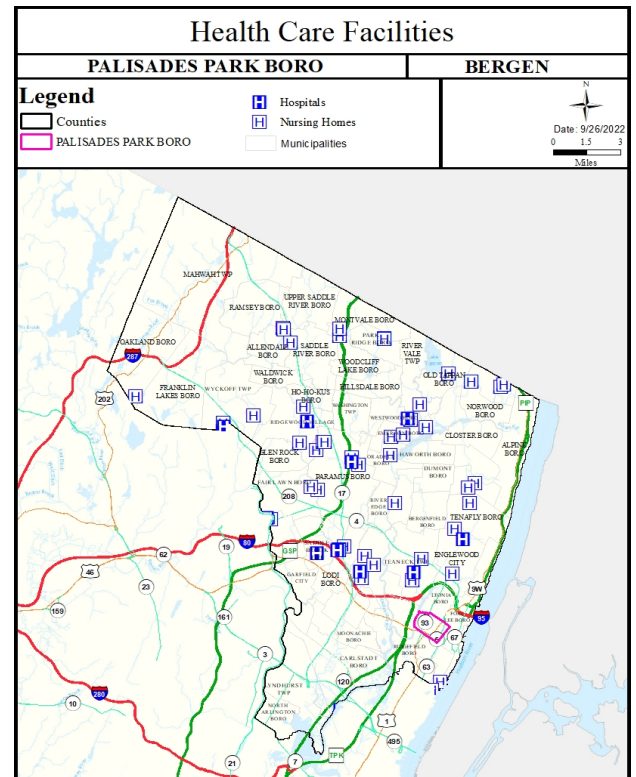 Health Care Facilities
PALISADES PARK BORO
BERGEN
Legend
Counties
PALISADES PARK BORO
Hospitals
Nursing Homes
Municipalities
N
Date: 9/26/2022
0 1.5 3
Miles
MAHWAH TWP
UPPER SADDLE
RIVER BORO
RAMSEY BORO
MONTVALE BORO
OAKLAND BORO
287
ALLENDALE
BORO
SADDLE
RIVER BORO
RIVER
VALE
TWP
WOODCLIFF
LAKE BORO
WALDWICK
BORO
OLD TAPPAN
BORO
FRANKLIN
LAKES BORO
WYCKOFF TWP
HILLSDALE BORO
202
HO-HO-KUS
BORO
WASHINGTON
TWP
NORWOOD
BORO
PIP
CLOSTER BORO
ALPINE
BORO
GLEN ROCK
BORO
HAWORTH BORO
PARAMUS BORO
DUMONT
BORO
FAIR LAWN BORO
208
17
RIVER
EDGE
BORO
BERGENFIELD
BORO
TENAFLY BORO
4
80
19
62
GSP
ENGLEWOOD
CITY
46
GARFIELD
CITY
LODI
BORO
23
9W
LEONIA
BORO
159
161
93
95
67
MOONACHIE
BORO
3
CARLSTADT
BORO
63
280
120
LYNDHURST
TWP
10
NORTH
ARLINGTON
BORO
1
495
21
7
TPK